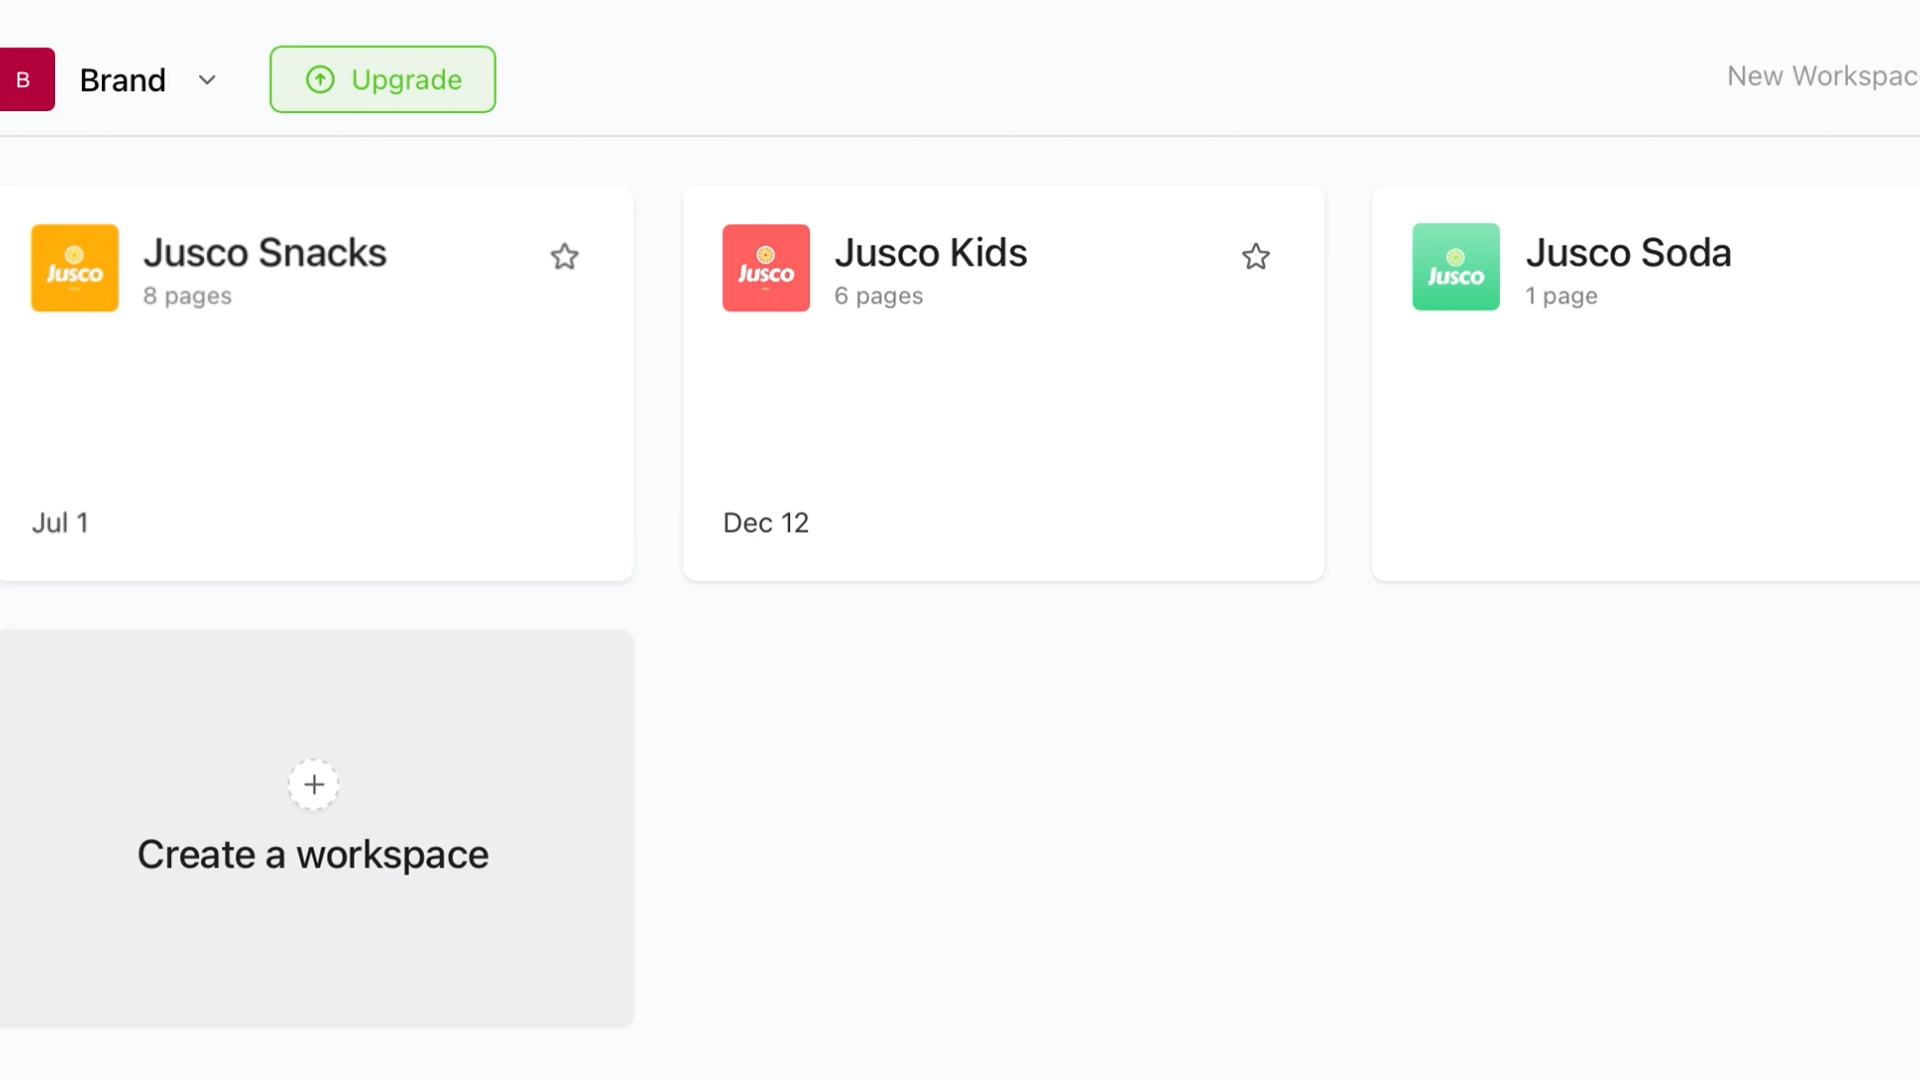 B
Brand
Upgrade
New Workspac
Jusco
Jusco Snacks
8 pages
Jul 1
Jusco
Jusco Kids
6 pages
Dec 12
Jusco
Jusco Soda
1 page
Create a workspace